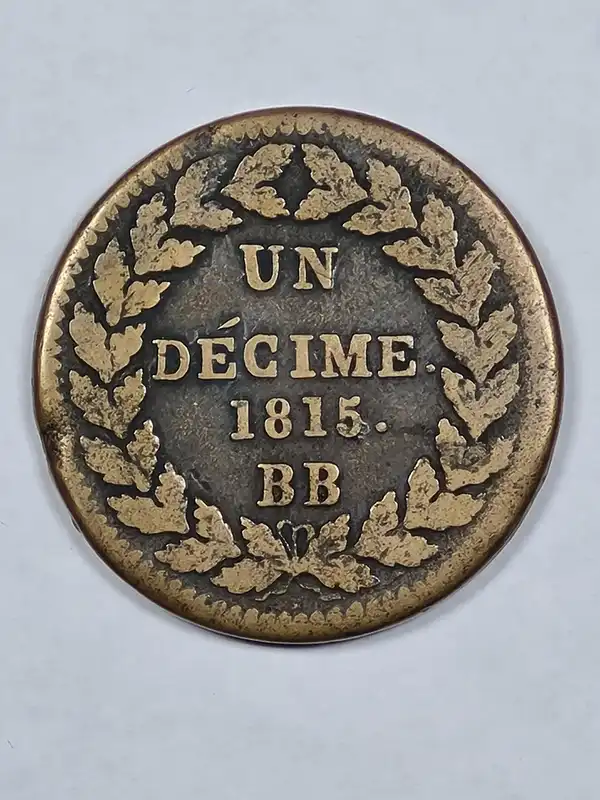 UN
DÉCIME.
1815.
BB